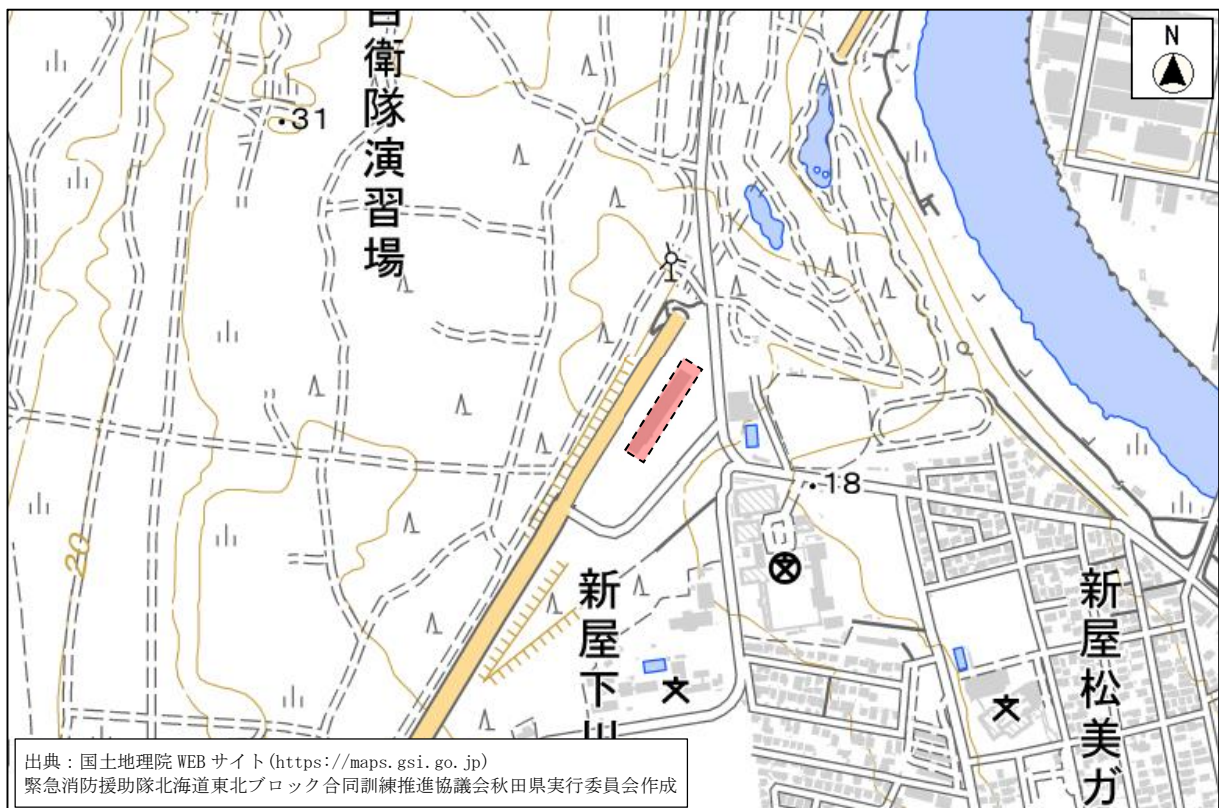 自衛隊演習場
N
31
18
20
新屋下川
新屋松美ガ
出典：国土地理院 WEB サイト(https://maps.gsi.go.jp)
緊急消防援助隊北海道東北ブロック合同訓練推進協議会秋田県実行委員会作成